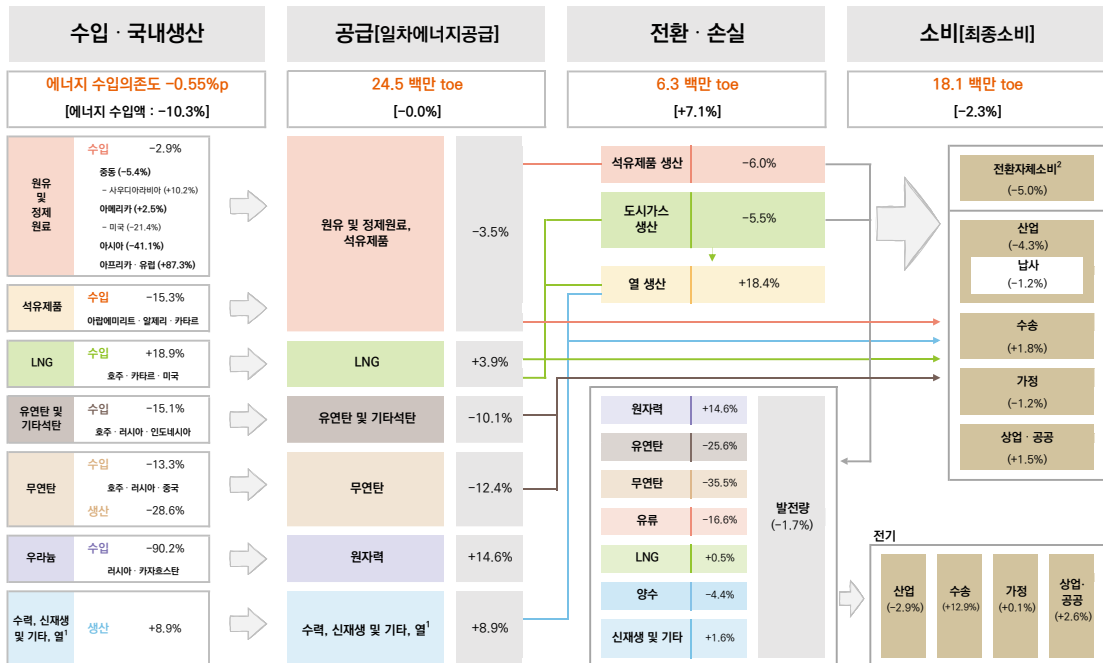 수입 · 국내생산
에너지 수입의존도 -0.55%p
[에너지 수입액 : -10.3%]
원유
및
정제
원료
수입 -2.9%
중동 (-5.4%)
- 사우디아라비아 (+10.2%)
아메리카 (+2.5%)
- 미국 (-21.4%)
아시아 (-41.1%)
아프리카 · 유럽 (+87.3%)
석유제품
수입 -15.3%
아랍에미리트 · 알제리 · 카타르
LNG
수입 +18.9%
호주 · 카타르 · 미국
유연탄 및
기타석탄
수입 -15.1%
호주 · 러시아 · 인도네시아
무연탄
수입 -13.3%
호주 · 러시아 · 중국
생산 -28.6%
우라늄
수입 -90.2%
러시아 · 카자흐스탄
수력, 신재생
및 기타, 열1
생산 +8.9%
공급[일차에너지공급]
24.5 백만 toe
[-0.0%]
원유 및 정제원료,
석유제품
-3.5%
LNG +3.9%
유연탄 및 기타석탄 -10.1%
무연탄 -12.4%
원자력 +14.6%
수력, 신재생 및 기타, 열1 +8.9%
전환 · 손실
6.3 백만 toe
[+7.1%]
석유제품 생산 -6.0%
도시가스
생산
-5.5%
열 생산 +18.4%
원자력 +14.6%
유연탄 -25.6%
무연탄 -35.5%
유류 -16.6%
LNG +0.5%
양수 -4.4%
신재생 및 기타 +1.6%
발전량
(-1.7%)
소비[최종소비]
18.1 백만 toe
[-2.3%]
전환자체소비2
(-5.0%)
산업
(-4.3%)
납사
(-1.2%)
수송
(+1.8%)
가정
(-1.2%)
상업 · 공공
(+1.5%)
전기
산업
(-2.9%)
수송
(+12.9%)
가정
(+0.1%)
상업·
공공
(+2.6%)